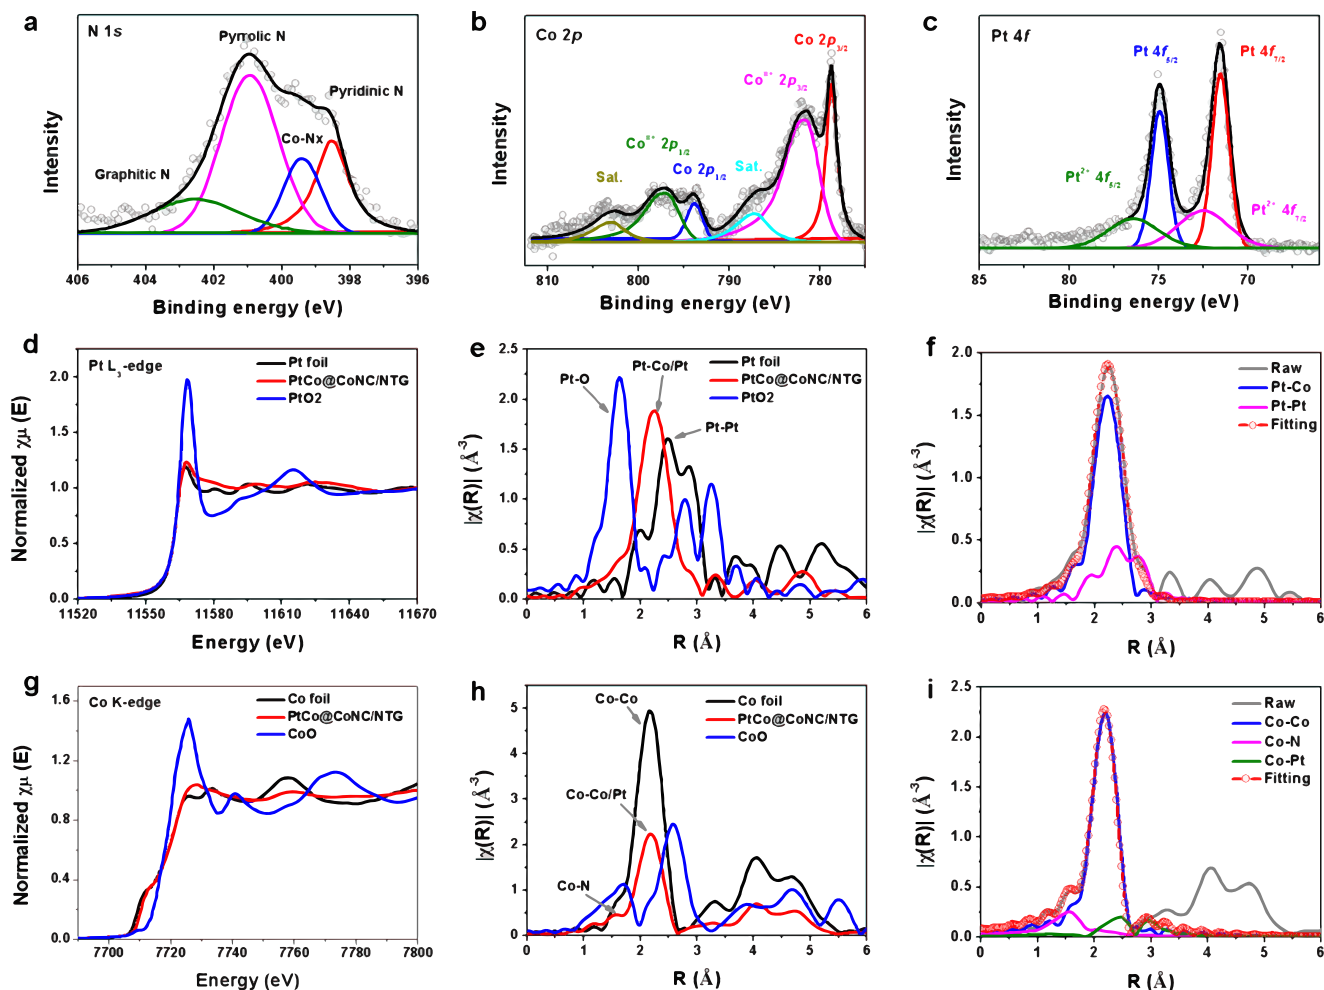 a
N 1s
Pyrrolic N
Pyridinic N
Co-Nx
Graphitic N
Intensity
406 404 402 400 398 396
Binding energy (eV)
b
Co 2p
Co 2p3/2
Con+ 2p3/2
Con+ 2p1/2
Co 2p1/2
Sat.
Sat.
Intensity
810 800 790 780
Binding energy (eV)
c
Pt 4f
Pt 4f5/2
Pt 4f7/2
Pt2+ 4f5/2
Pt2+ 4f7/2
Intensity
85 80 75 70
Binding energy (eV)
d
Pt L3-edge
Pt foil
PtCo@CoNC/NTG
PtO2
Normalized χμ (E)
2.0
1.5
1.0
0.5
0.0
11520 11550 11580 11610 11640 11670
Energy (eV)
e
Pt-O
Pt-Co/Pt
Pt-Pt
Pt foil
PtCo@CoNC/NTG
PtO2
|χ(R)| (Å-3)
2.5
2.0
1.5
1.0
0.5
0.0
0 1 2 3 4 5 6
R (Å)
f
Raw
Pt-Co
Pt-Pt
Fitting
|χ(R)| (Å-3)
2.0
1.5
1.0
0.5
0.0
0 1 2 3 4 5 6
R (Å)
g
Co K-edge
Co foil
PtCo@CoNC/NTG
CoO
Normalized χμ (E)
1.6
1.2
0.8
0.4
0.0
7700 7720 7740 7760 7780 7800
Energy (eV)
h
Co-Co
Co-Co/Pt
Co-N
Co foil
PtCo@CoNC/NTG
CoO
|χ(R)| (Å-3)
5
4
3
2
1
0
0 1 2 3 4 5 6
R (Å)
i
Raw
Co-Co
Co-N
Co-Pt
Fitting
|χ(R)| (Å-3)
2.5
2.0
1.5
1.0
0.5
0.0
0 1 2 3 4 5 6
R (Å)